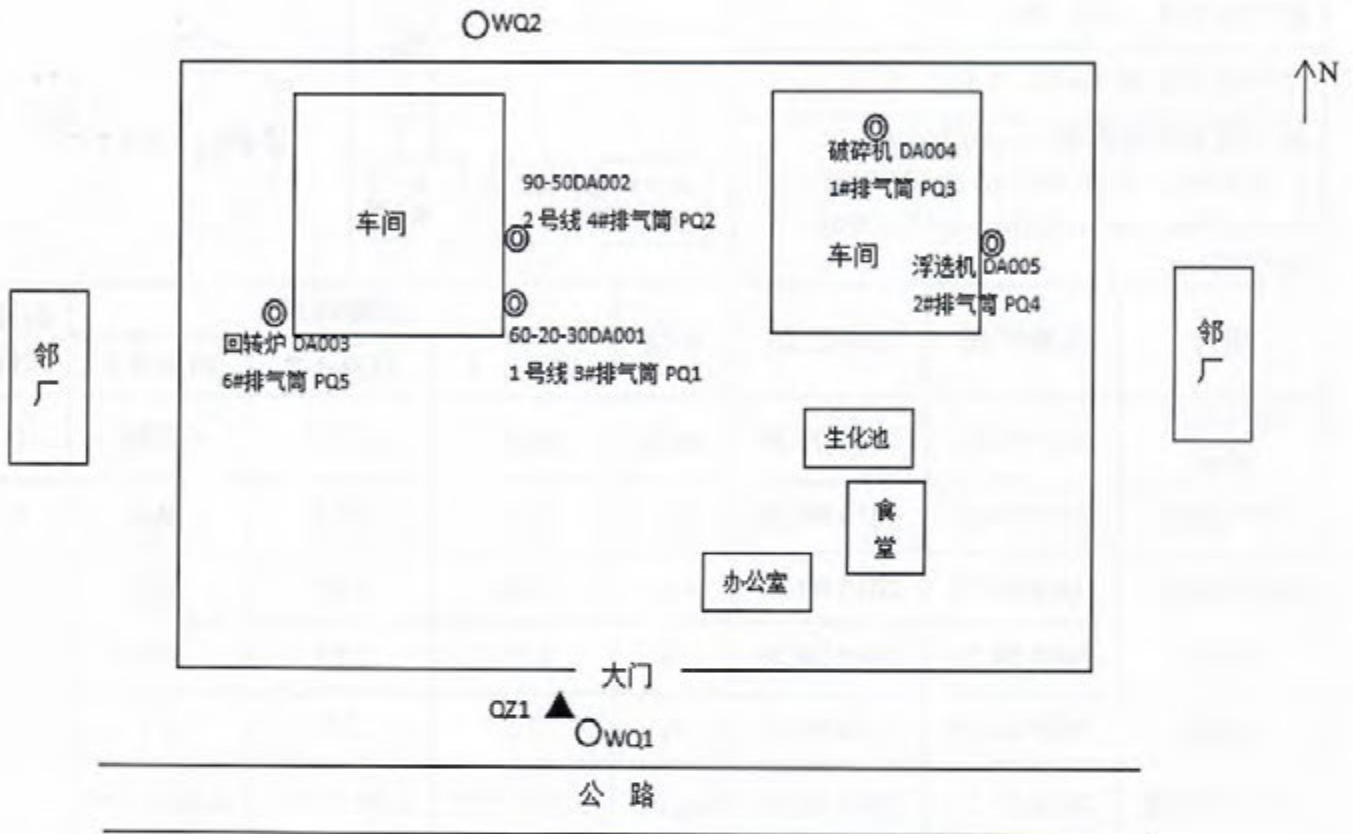 WQ2
N
破碎机 DA004
1#排气筒 PQ3
90-50DA002
2号线 4#排气筒 PQ2
车间
车间
浮选机 DA005
2#排气筒 PQ4
邻厂
邻厂
回转炉 DA003
6#排气筒 PQ5
60-20-30DA001
1号线 3#排气筒 PQ1
生化池
食堂
办公室
大门
QZ1
WQ1
公 路